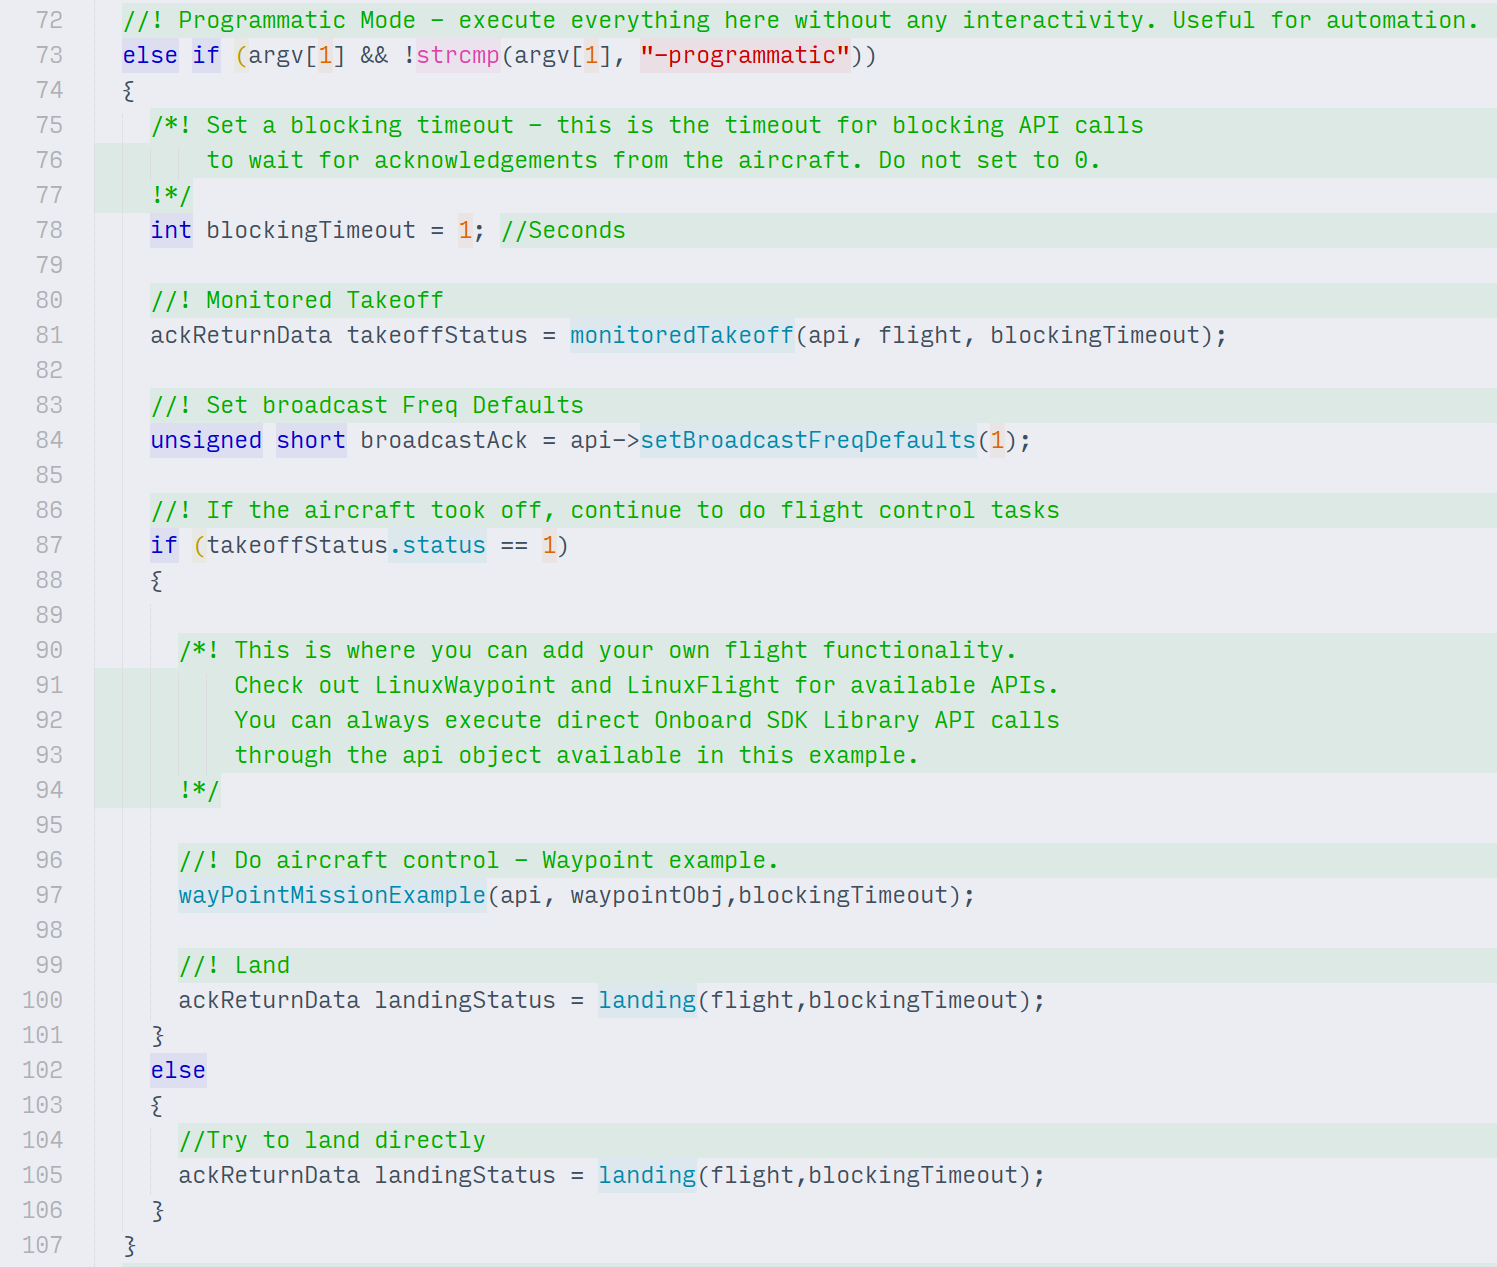 72 //! Programmatic Mode - execute everything here without any interactivity. Useful for automation.
73 else if (argv[1] && !strcmp(argv[1], "-programmatic"))
74 {
75 /*! Set a blocking timeout - this is the timeout for blocking API calls
76 to wait for acknowledgements from the aircraft. Do not set to 0.
77 !*/
78 int blockingTimeout = 1; //Seconds
79
80 //! Monitored Takeoff
81 ackReturnData takeoffStatus = monitoredTakeoff(api, flight, blockingTimeout);
82
83 //! Set broadcast Freq Defaults
84 unsigned short broadcastAck = api->setBroadcastFreqDefaults(1);
85
86 //! If the aircraft took off, continue to do flight control tasks
87 if (takeoffStatus.status == 1)
88 {
89
90 /*! This is where you can add your own flight functionality.
91 Check out LinuxWaypoint and LinuxFlight for available APIs.
92 You can always execute direct Onboard SDK Library API calls
93 through the api object available in this example.
94 !*/
95
96 //! Do aircraft control - Waypoint example.
97 wayPointMissionExample(api, waypointObj,blockingTimeout);
98
99 //! Land
100 ackReturnData landingStatus = landing(flight,blockingTimeout);
101 }
102 else
103 {
104 //Try to land directly
105 ackReturnData landingStatus = landing(flight,blockingTimeout);
106 }
107 }